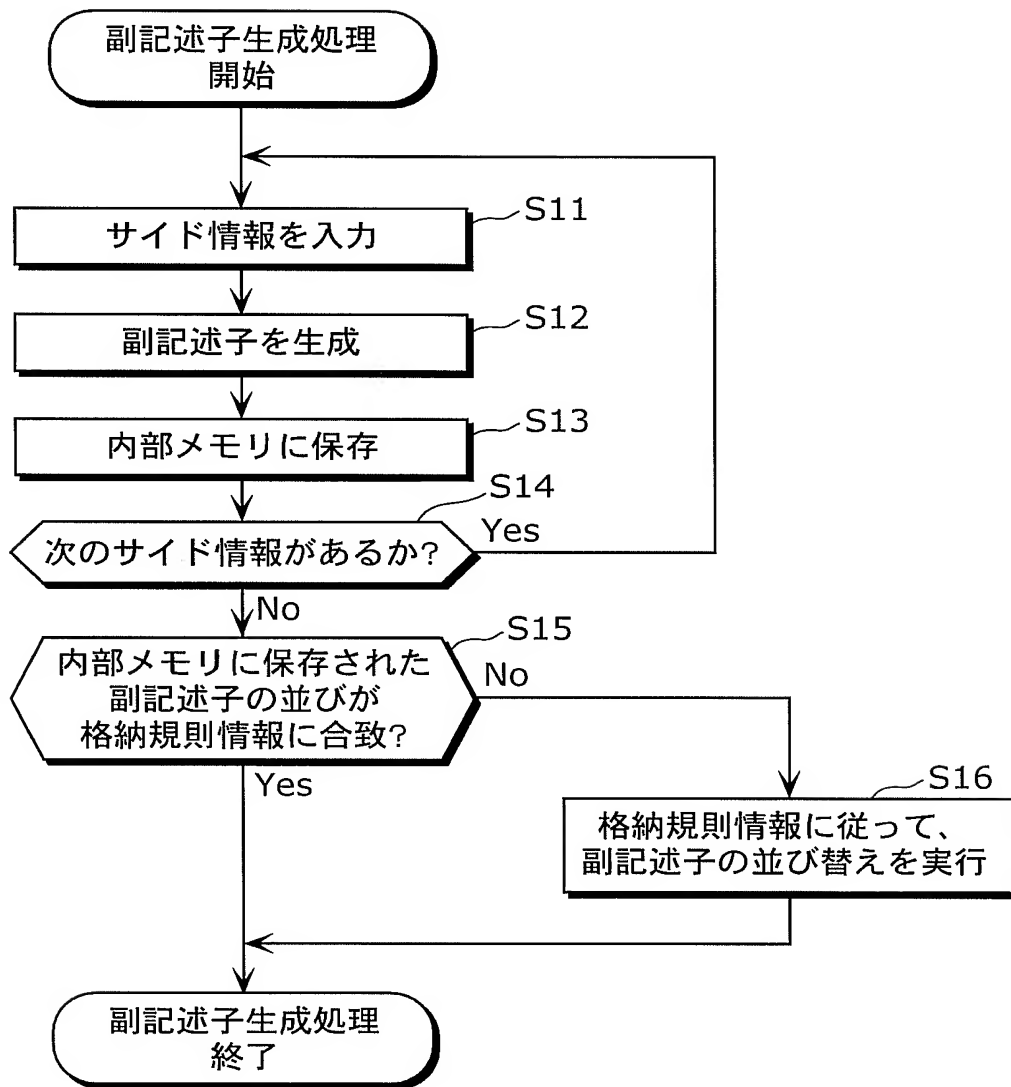 副記述子生成処理
開始
サイド情報を入力
S11
副記述子を生成
S12
内部メモリに保存
S13
次のサイド情報があるか?
S14
Yes
No
内部メモリに保存された
副記述子の並びが
格納規則情報に合致?
S15
No
Yes
格納規則情報に従って、
副記述子の並び替えを実行
S16
副記述子生成処理
終了